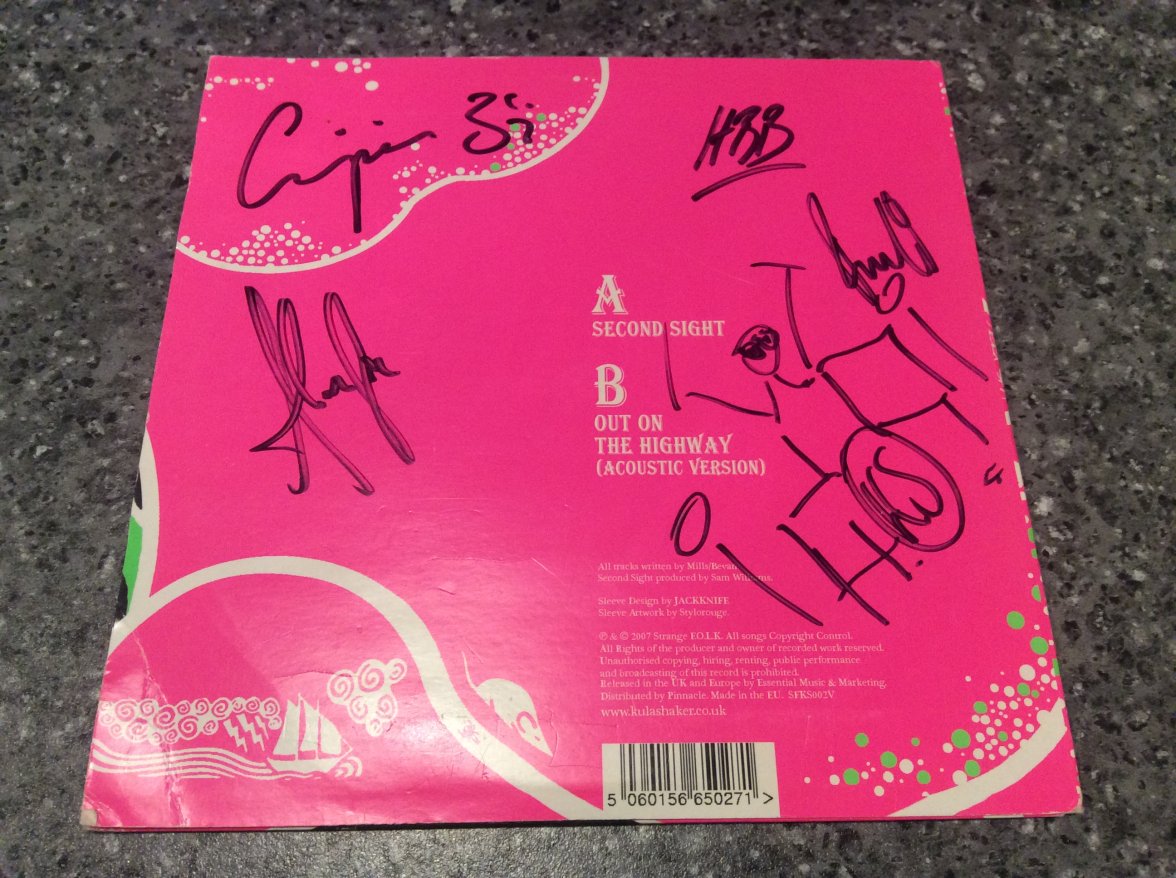 HBB
A
SECOND SIGHT
B
OUT ON
THE HIGHWAY
(ACOUSTIC VERSION)
All tracks written by Mills/Bevan
Second Sight produced by Sam Williams.
Sleeve Design by JACKKNIFE
Sleeve Artwork by Stylorouge.
℗ & © 2007 Strange F.O.L.K. All songs Copyright Control.
All Rights of the producer and owner of recorded work reserved.
Unauthorised copying, hiring, renting, public performance
and broadcasting of this record is prohibited.
Released in the UK and Europe by Essential Music & Marketing.
Distributed by Pinnacle. Made in the EU. SFKS002V
www.kulashaker.co.uk
5 060156 650271 >